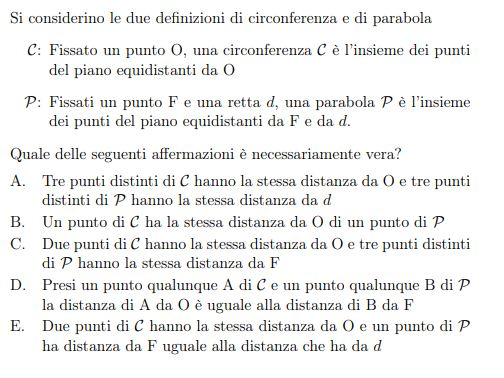 Si considerino le due definizioni di circonferenza e di parabola
𝒞: Fissato un punto O, una circonferenza 𝒞 è l'insieme dei punti
del piano equidistanti da O
𝒫: Fissati un punto F e una retta d, una parabola 𝒫 è l'insieme
dei punti del piano equidistanti da F e da d.
Quale delle seguenti affermazioni è necessariamente vera?
A. Tre punti distinti di 𝒞 hanno la stessa distanza da O e tre punti
distinti di 𝒫 hanno la stessa distanza da d
B. Un punto di 𝒞 ha la stessa distanza da O di un punto di 𝒫
C. Due punti di 𝒞 hanno la stessa distanza da O e tre punti distinti
di 𝒫 hanno la stessa distanza da F
D. Presi un punto qualunque A di 𝒞 e un punto qualunque B di 𝒫
la distanza di A da O è uguale alla distanza di B da F
E. Due punti di 𝒞 hanno la stessa distanza da O e un punto di 𝒫
ha distanza da F uguale alla distanza che ha da d